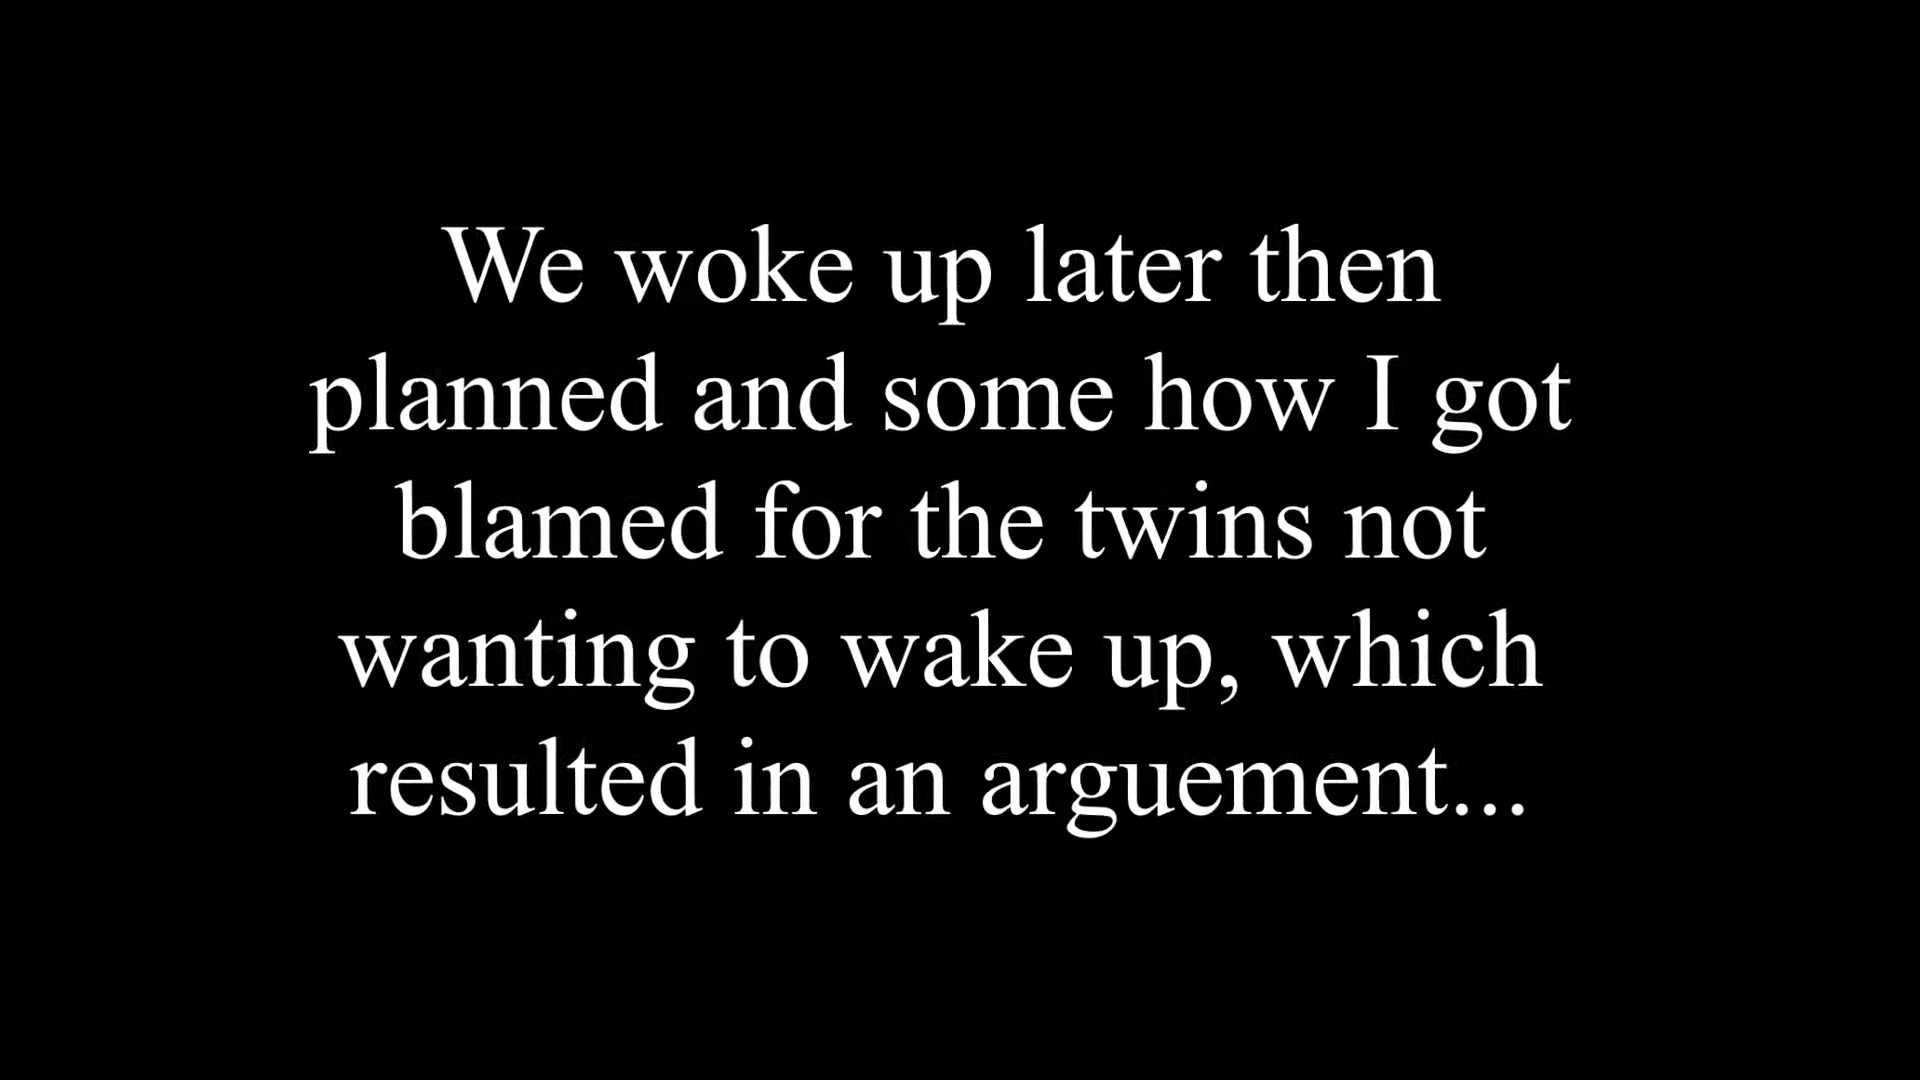 We woke up later then
planned and some how I got
blamed for the twins not
wanting to wake up, which
resulted in an arguement...